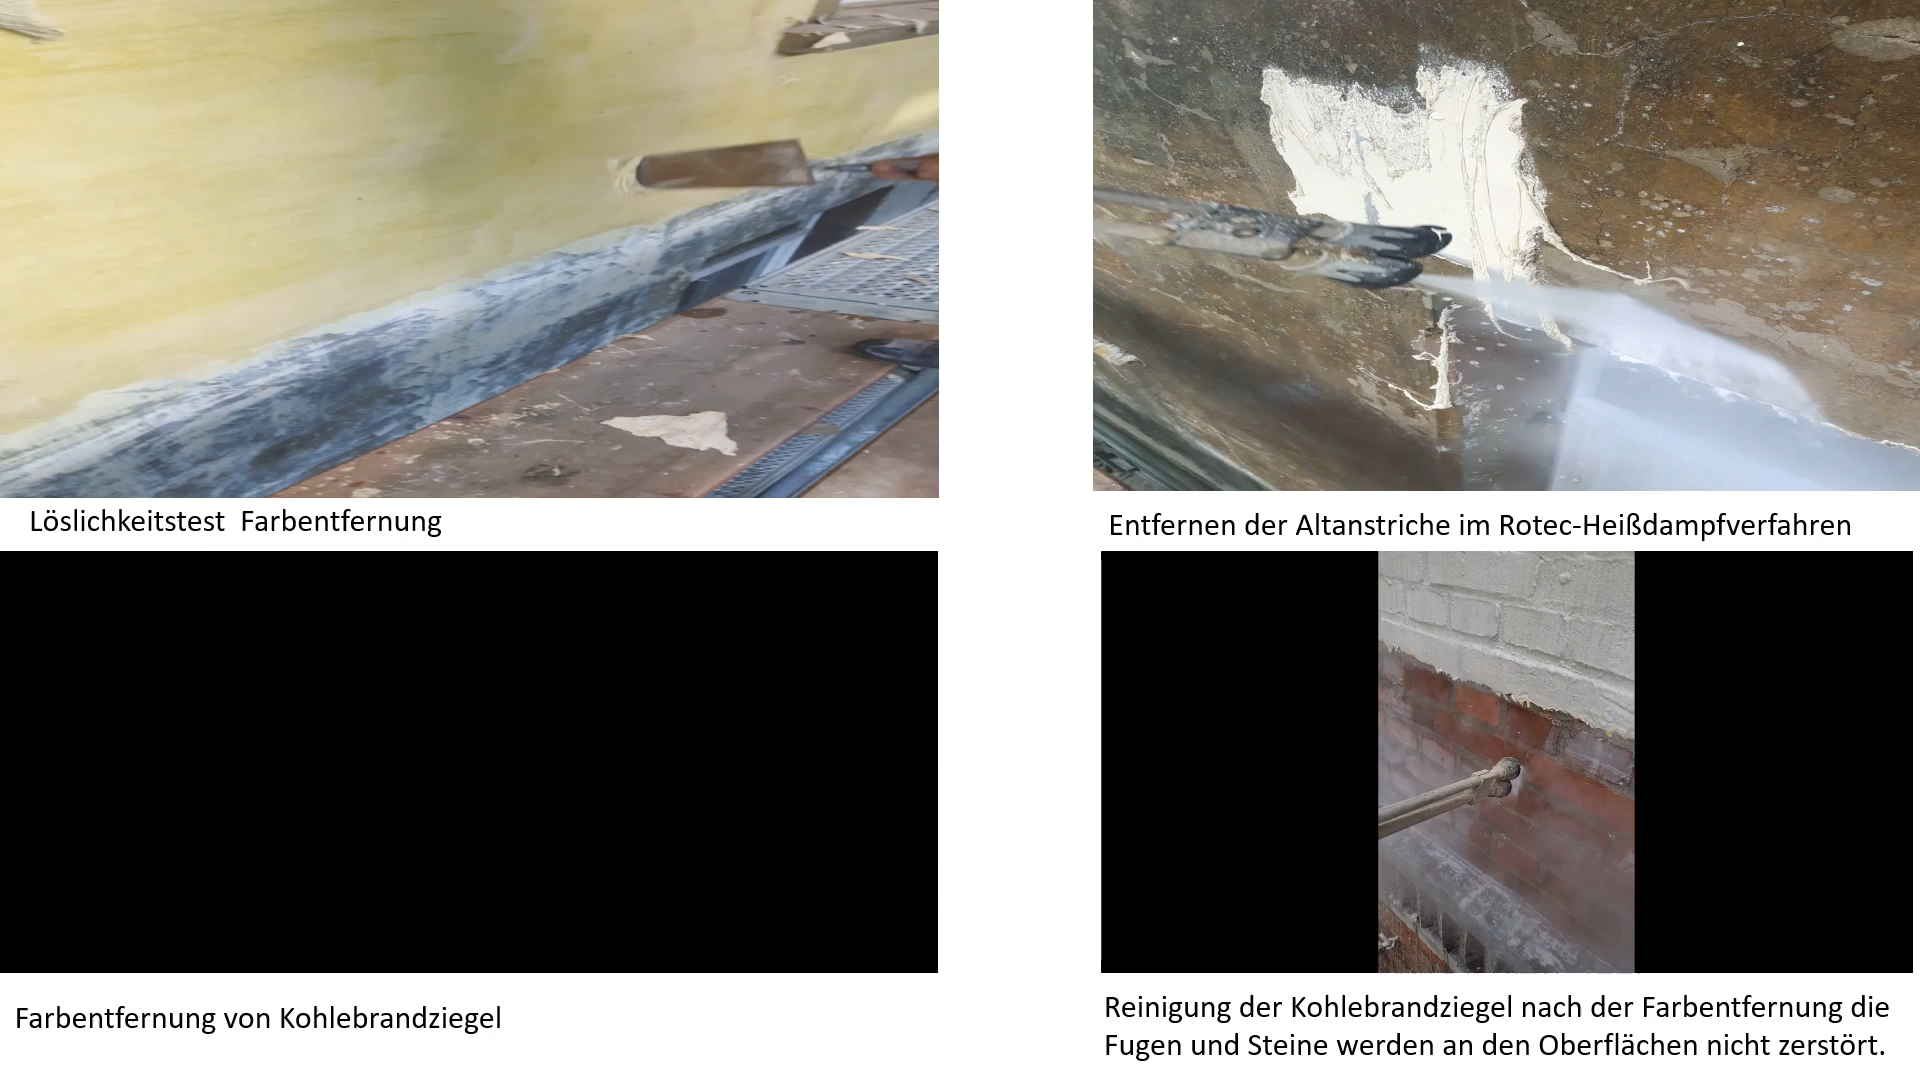 Löslichkeitstest  Farbentfernung
Entfernen der Altanstriche im Rotec-Heißdampfverfahren
Farbentfernung von Kohlebrandziegel
Reinigung der Kohlebrandziegel nach der Farbentfernung die
Fugen und Steine werden an den Oberflächen nicht zerstört.